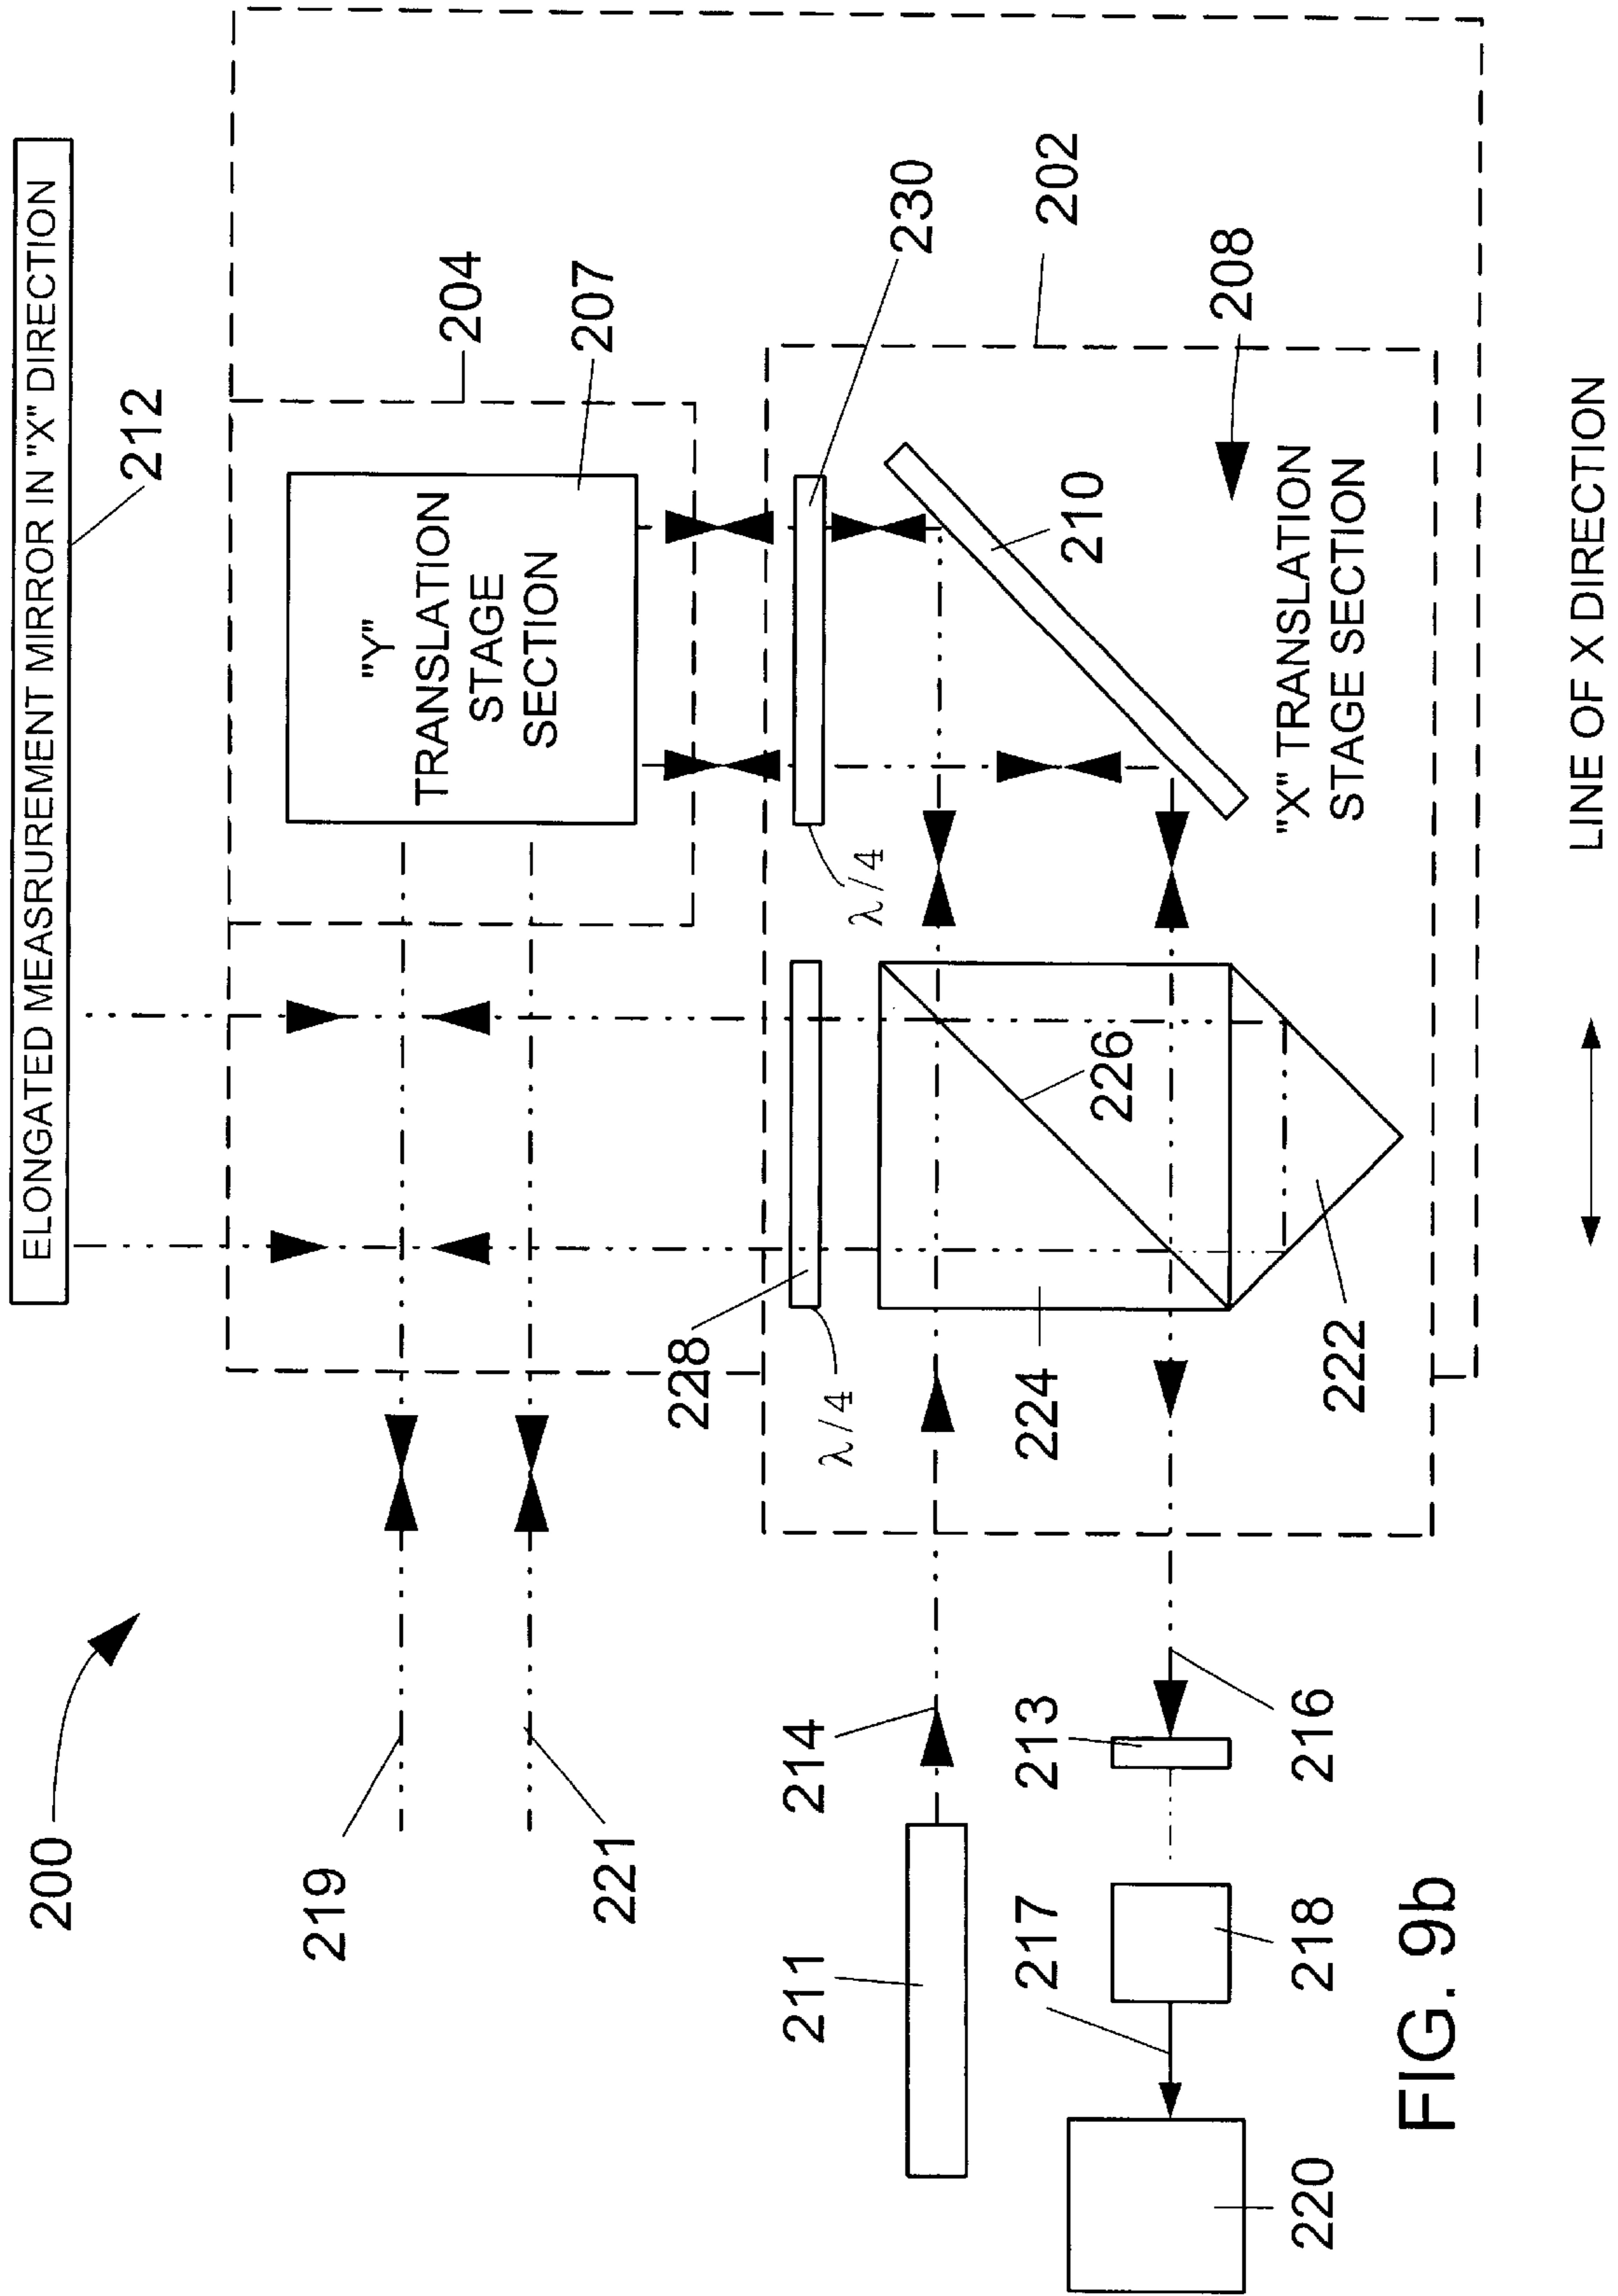 ELONGATED MEASRUREMENT MIRROR IN "X" DIRECTION
212
200
204
207
"Y"
TRANSLATION
STAGE
SECTION
219
221
230
202
228
λ/4
λ/4
208
210
"X" TRANSLATION
STAGE SECTION
226
224
222
214
211
213
216
217
218
220
LINE OF X DIRECTION
FIG. 9b